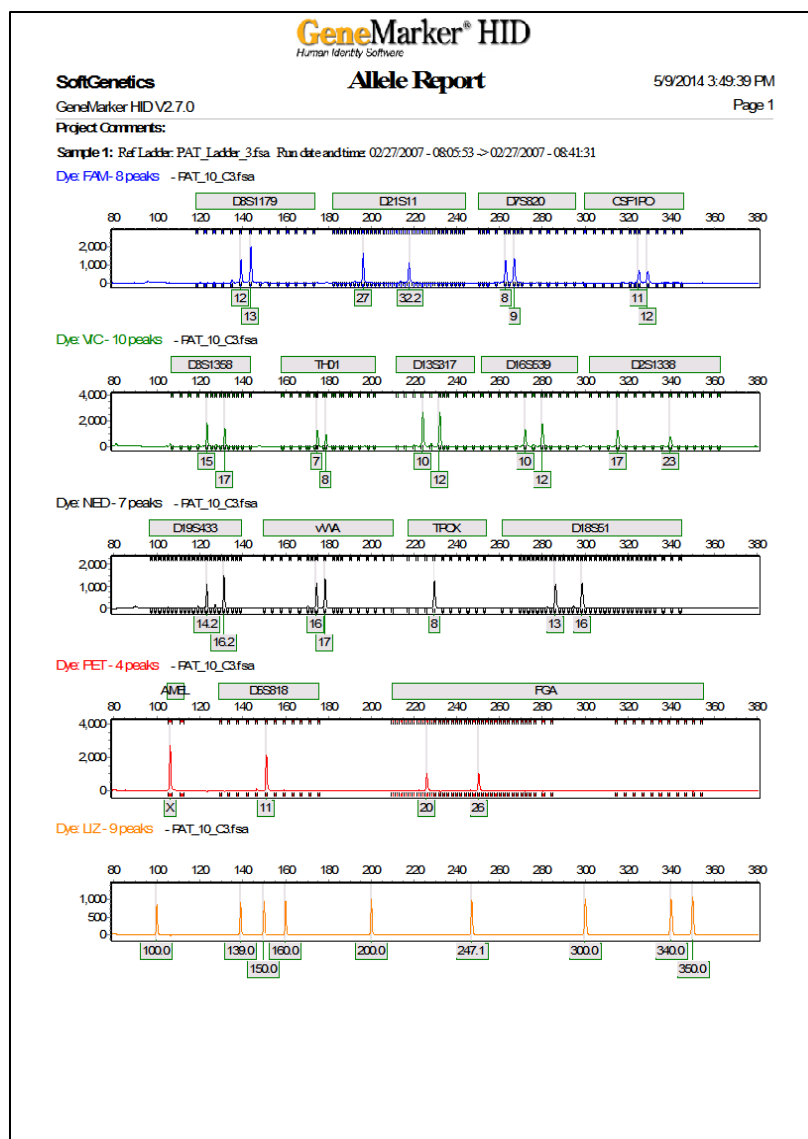 GeneMarker® HID
Human Identity Software
SoftGenetics Allele Report 5/9/2014 3:49:39 PM
GeneMarker HID V2.7.0 Page 1
Project Comments:
Sample 1: Ref Ladder: PAT_Ladder_3.fsa Run date and time: 02/27/2007 - 08:05:53 -> 02/27/2007 - 08:41:31
Dye: FAM - 8 peaks - PAT_10_C3.fsa
D8S1179 D21S11 D7S820 CSF1PO
80 100 120 140 160 180 200 220 240 260 280 300 320 340 360 380
2,000
1,000
0
12 27 32.2 8 11
13 9 12
Dye: VIC - 10 peaks - PAT_10_C3.fsa
D3S1358 TH01 D13S317 D16S539 D2S1338
80 100 120 140 160 180 200 220 240 260 280 300 320 340 360 380
4,000
2,000
0
15 7 10 10 17 23
17 8 12 12
Dye: NED - 7 peaks - PAT_10_C3.fsa
D19S433 vWA TPOX D18S51
80 100 120 140 160 180 200 220 240 260 280 300 320 340 360 380
2,000
1,000
0
14.2 16 8 13 16
16.2 17
Dye: PET - 4 peaks - PAT_10_C3.fsa
AMEL D5S818 FGA
80 100 120 140 160 180 200 220 240 260 280 300 320 340 360 380
4,000
2,000
0
X 11 20 26
Dye: LIZ - 9 peaks - PAT_10_C3.fsa
80 100 120 140 160 180 200 220 240 260 280 300 320 340 360 380
1,000
500
0
100.0 139.0 160.0 200.0 247.1 300.0 340.0
150.0 350.0